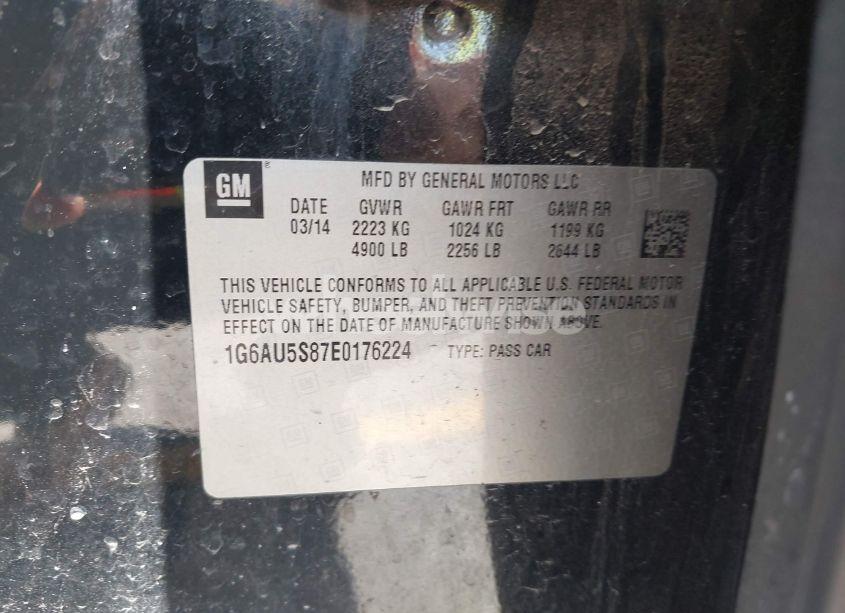 GM
MFD BY GENERAL MOTORS LLC
DATE GVWR GAWR FRT GAWR RR
03/14 2223 KG 1024 KG 1199 KG
4900 LB 2256 LB 2644 LB
THIS VEHICLE CONFORMS TO ALL APPLICABLE U.S. FEDERAL MOTOR
VEHICLE SAFETY, BUMPER, AND THEFT PREVENTION STANDARDS IN
EFFECT ON THE DATE OF MANUFACTURE SHOWN ABOVE.
1G6AU5S87E0176224 TYPE: PASS CAR